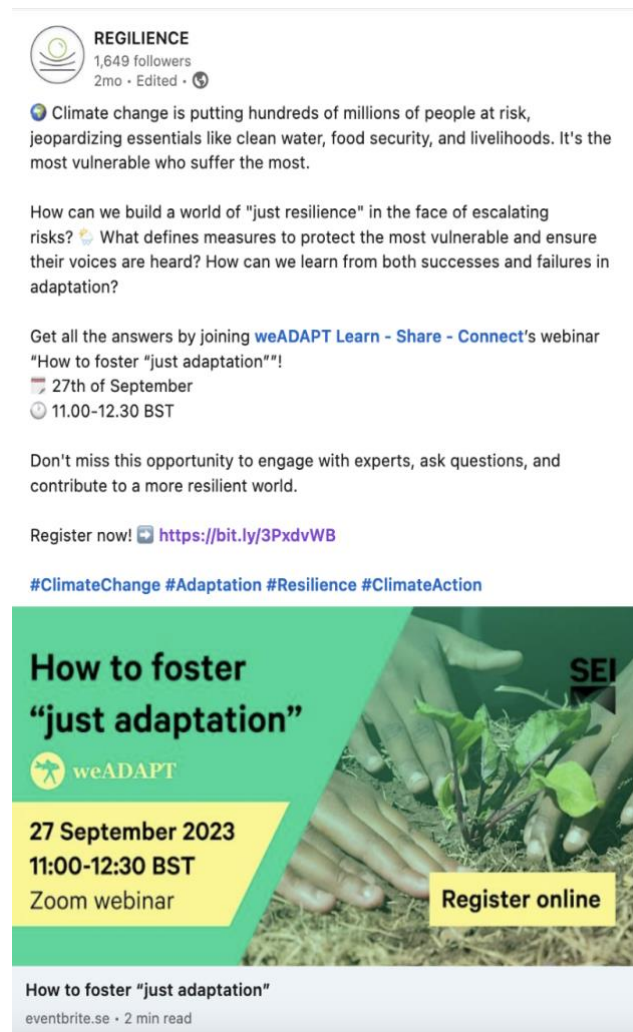 REGILIENCE
1,649 followers
2mo • Edited •
🌍 Climate change is putting hundreds of millions of people at risk,
jeopardizing essentials like clean water, food security, and livelihoods. It's the
most vulnerable who suffer the most.
How can we build a world of "just resilience" in the face of escalating
risks? 🌦️ What defines measures to protect the most vulnerable and ensure
their voices are heard? How can we learn from both successes and failures in
adaptation?
Get all the answers by joining weADAPT Learn - Share - Connect's webinar
“How to foster “just adaptation””!
🗓️ 27th of September
🕚 11.00-12.30 BST
Don't miss this opportunity to engage with experts, ask questions, and
contribute to a more resilient world.
Register now! ➡️ https://bit.ly/3PxdvWB
#ClimateChange #Adaptation #Resilience #ClimateAction
How to foster
“just adaptation”
SEI
weADAPT
27 September 2023
11:00-12:30 BST
Zoom webinar
Register online
How to foster “just adaptation”
eventbrite.se • 2 min read